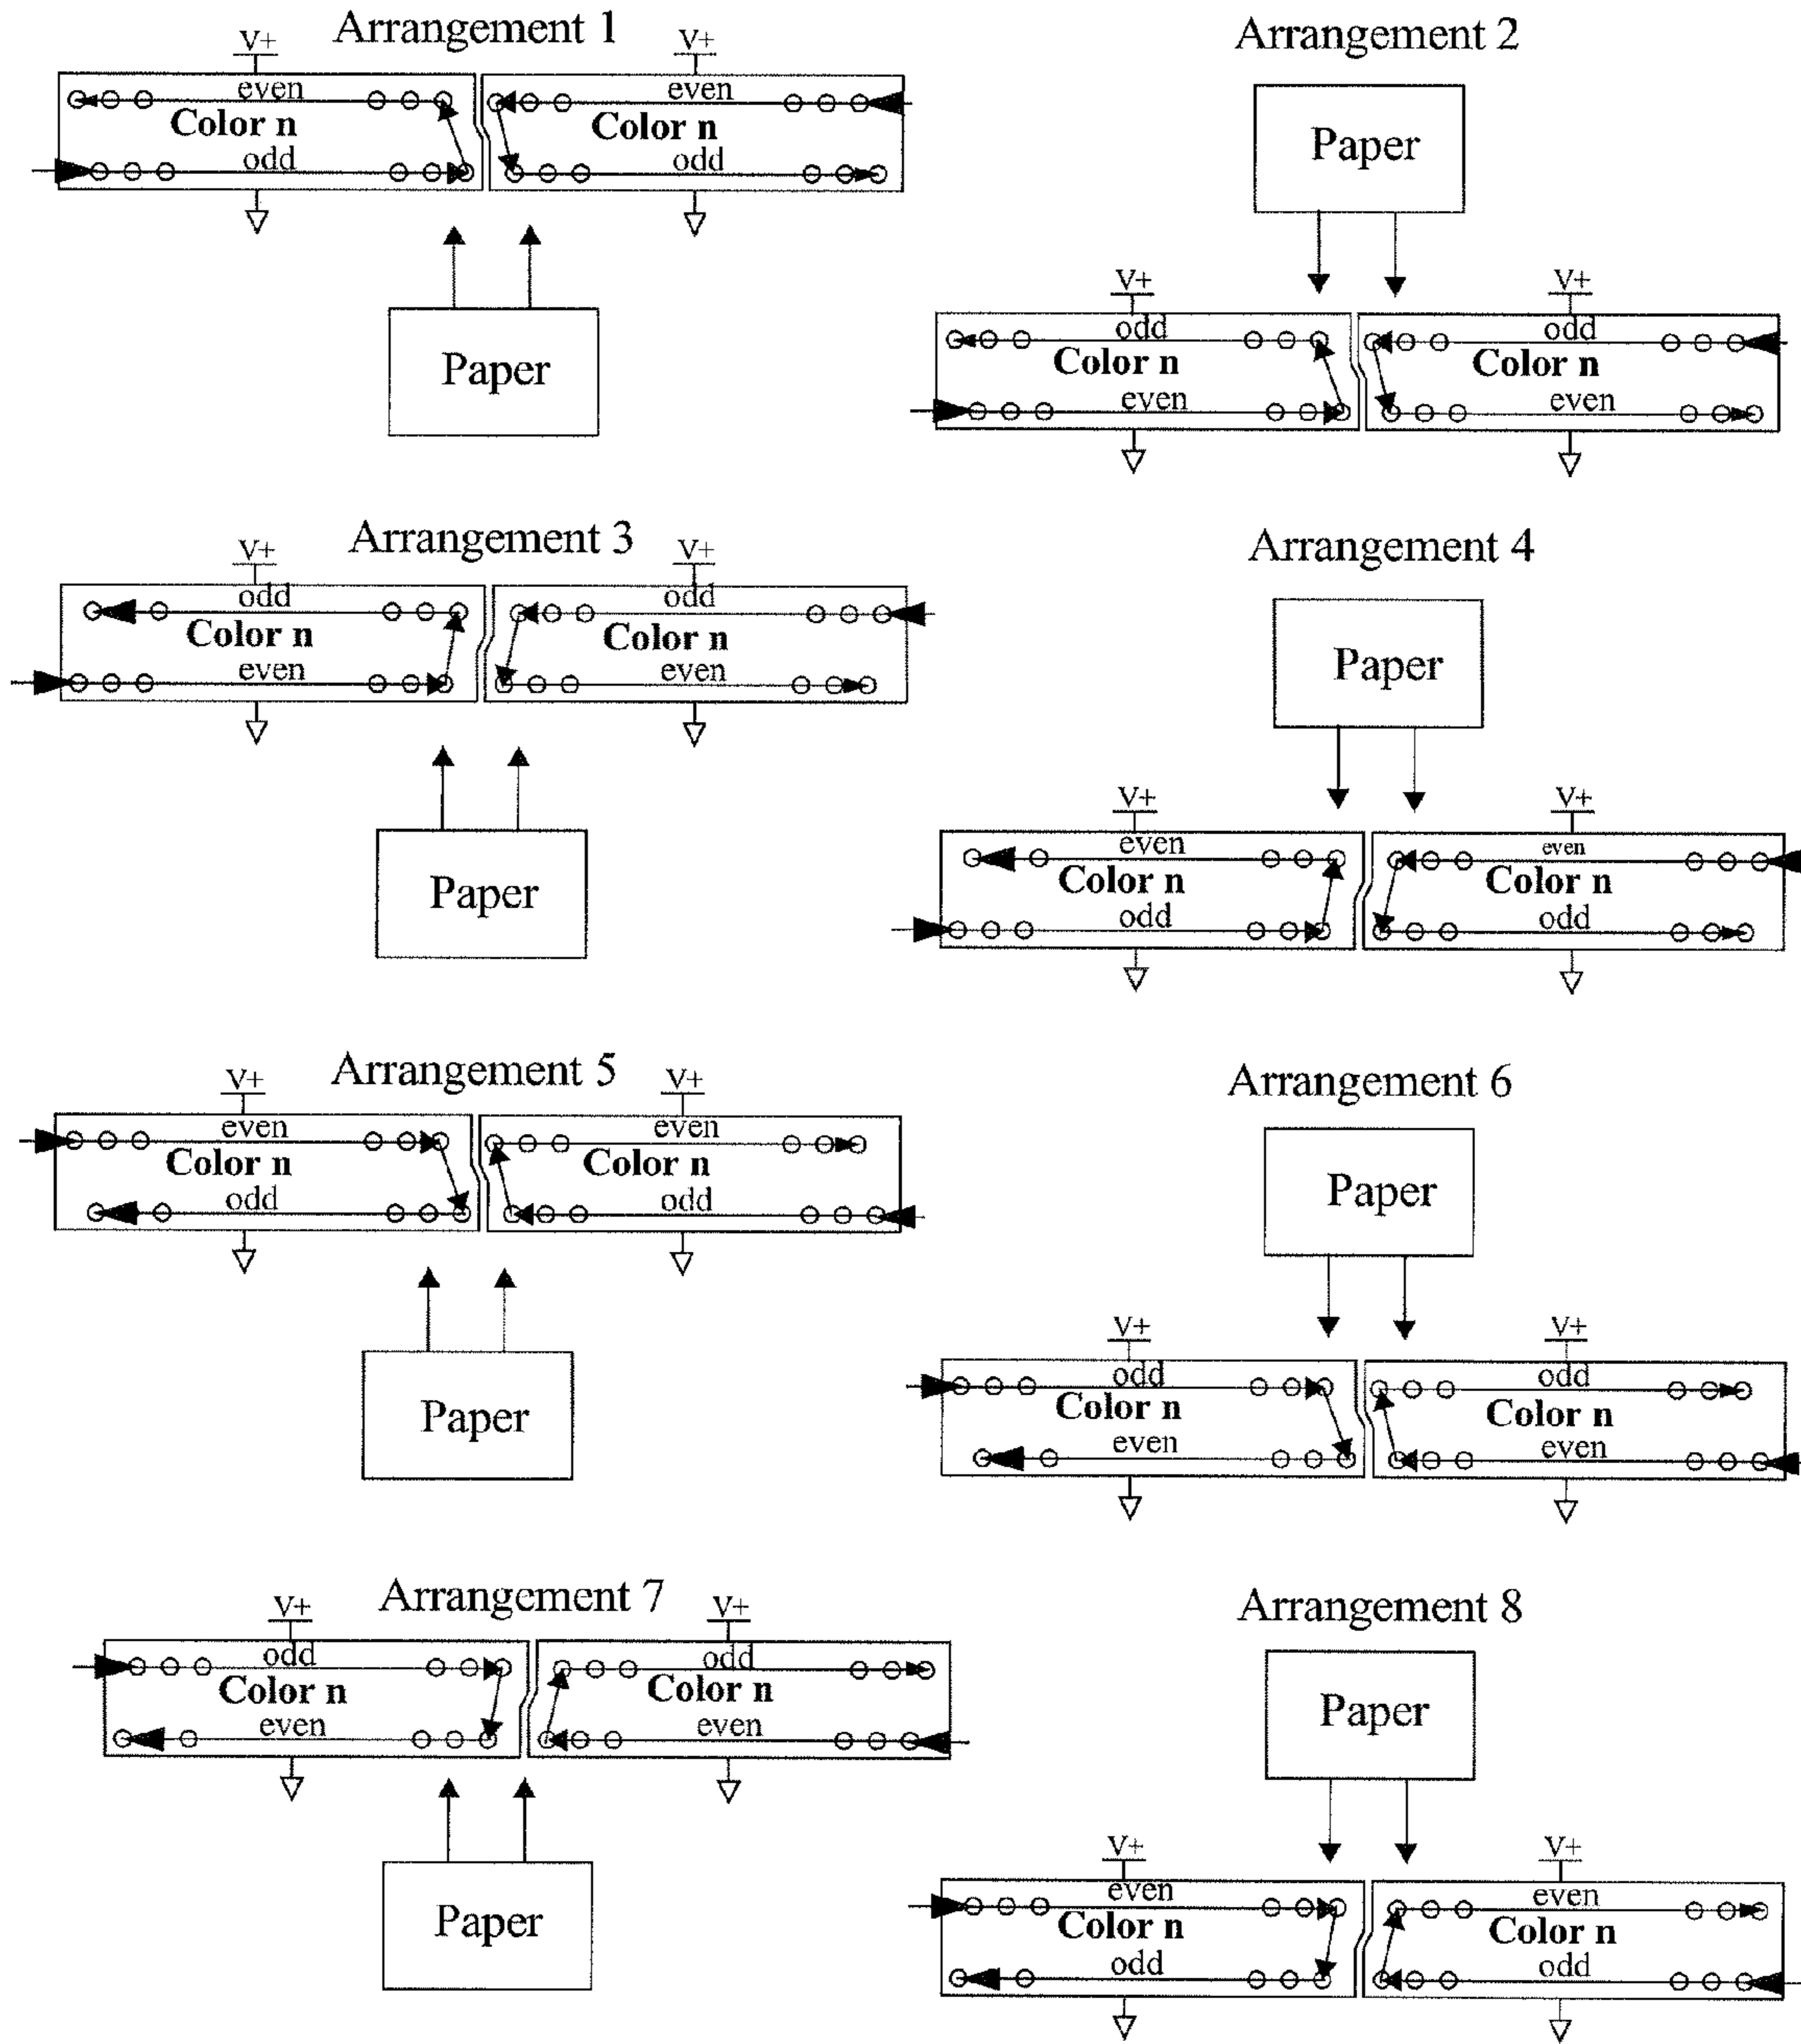 Arrangement 1
V+ V+
even even
Color n Color n
odd odd
Paper
Arrangement 2
Paper
V+ V+
odd odd
Color n Color n
even even
Arrangement 3
V+ V+
odd odd
Color n Color n
even even
Paper
Arrangement 4
Paper
V+ V+
even even
Color n Color n
odd odd
Arrangement 5
V+ V+
even even
Color n Color n
odd odd
Paper
Arrangement 6
Paper
V+ V+
odd odd
Color n Color n
even even
Arrangement 7
V+ V+
odd odd
Color n Color n
even even
Paper
Arrangement 8
Paper
V+ V+
even even
Color n Color n
odd odd